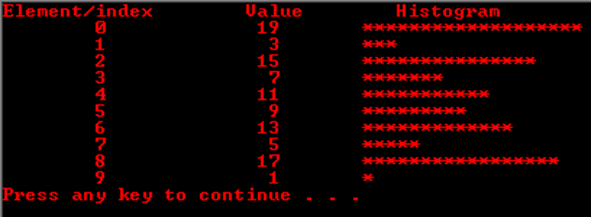 Element/index Value Histogram
0 19 *******************
1 3 ***
2 15 ***************
3 7 *******
4 11 ***********
5 9 *********
6 13 *************
7 5 *****
8 17 *****************
9 1 *
Press any key to continue . . .